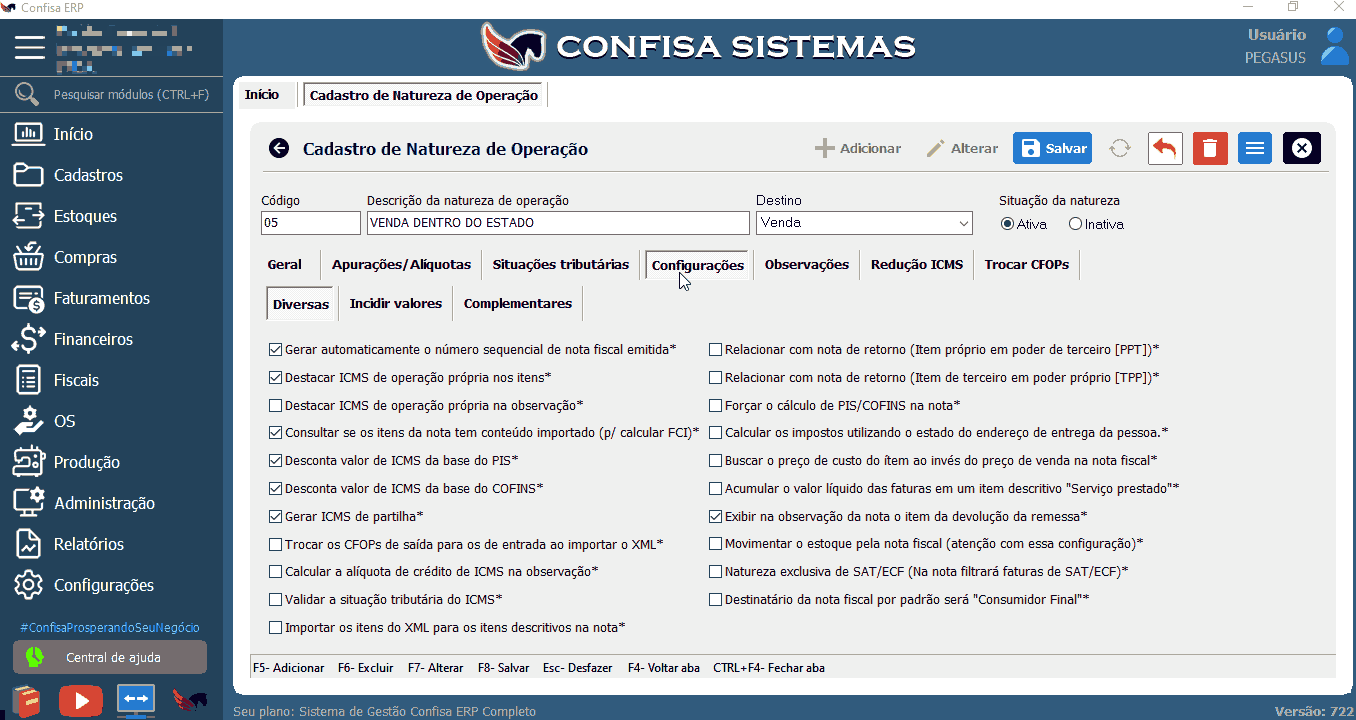 Confisa ERP
CONFISA SISTEMAS
Usuário
PEGASUS
Pesquisar módulos (CTRL+F)
Início
Cadastros
Estoques
Compras
Faturamentos
Financeiros
Fiscais
OS
Produção
Administração
Relatórios
Configurações
#ConfisaProsperandoSeuNegócio
Central de ajuda
Início
Cadastro de Natureza de Operação
Cadastro de Natureza de Operação
Adicionar
Alterar
Salvar
Código
Descrição da natureza de operação
Destino
Situação da natureza
05
VENDA DENTRO DO ESTADO
Venda
Ativa
Inativa
Geral
Apurações/Alíquotas
Situações tributárias
Configurações
Observações
Redução ICMS
Trocar CFOPs
Diversas
Incidir valores
Complementares
Gerar automaticamente o número sequencial de nota fiscal emitida*
Destacar ICMS de operação própria nos itens*
Destacar ICMS de operação própria na observação*
Consultar se os itens da nota tem conteúdo importado (p/ calcular FCI)*
Desconta valor de ICMS da base do PIS*
Desconta valor de ICMS da base do COFINS*
Gerar ICMS de partilha*
Trocar os CFOPs de saída para os de entrada ao importar o XML*
Calcular a alíquota de crédito de ICMS na observação*
Validar a situação tributária do ICMS*
Importar os itens do XML para os itens descritivos na nota*
Relacionar com nota de retorno (Item próprio em poder de terceiro [PPT])*
Relacionar com nota de retorno (Item de terceiro em poder próprio [TPP])*
Forçar o cálculo de PIS/COFINS na nota*
Calcular os impostos utilizando o estado do endereço de entrega da pessoa.*
Buscar o preço de custo do ítem ao invés do preço de venda na nota fiscal*
Acumular o valor líquido das faturas em um item descritivo "Serviço prestado"*
Exibir na observação da nota o item da devolução da remessa*
Movimentar o estoque pela nota fiscal (atenção com essa configuração)*
Natureza exclusiva de SAT/ECF (Na nota filtrará faturas de SAT/ECF)*
Destinatário da nota fiscal por padrão será "Consumidor Final"*
F5- Adicionar F6- Excluir F7- Alterar F8- Salvar Esc- Desfazer F4- Voltar aba CTRL+F4- Fechar aba
Seu plano: Sistema de Gestão Confisa ERP Completo
Versão: 722